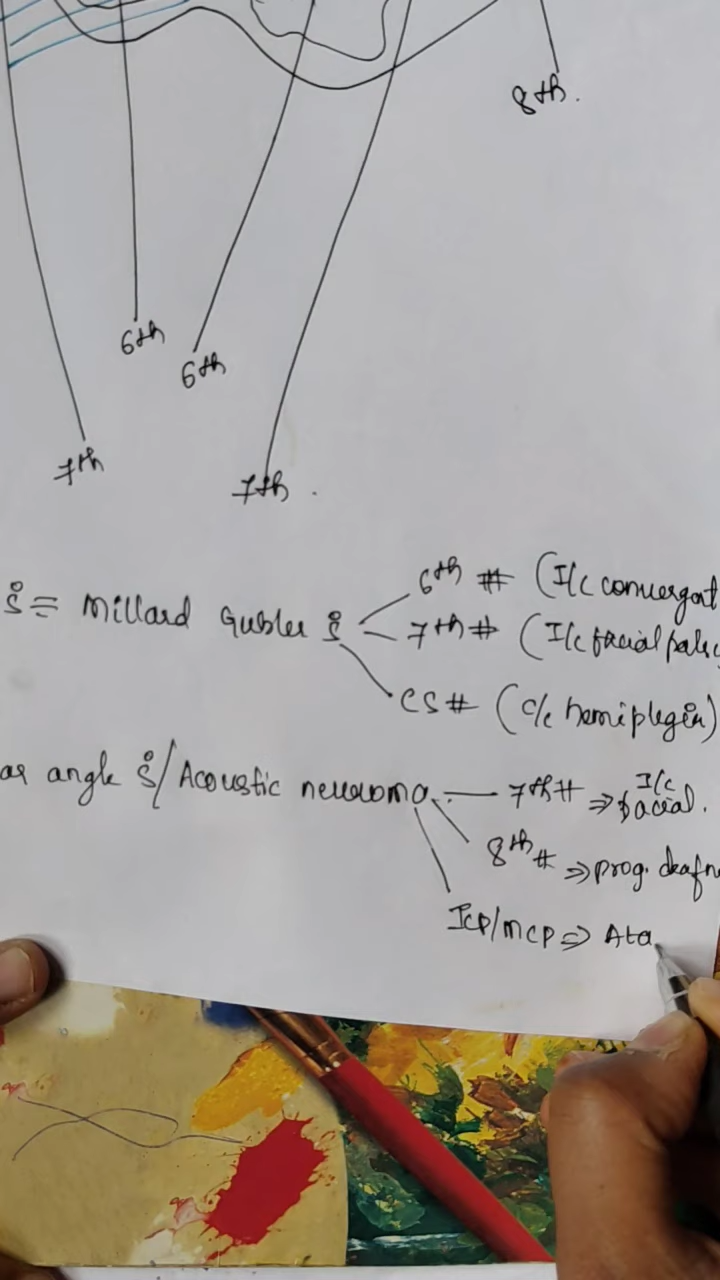 8th.
6th
6th
7th
7th.
6th # (I/c convergat
Ṡ = Millard Gubler Ṡ
7th # (I/c facial palsy
CS # (C/c hemiplegia)
ar angle Ṡ/Acoustic neuroma. 7th # ⇒ I/c facial.
8th # ⇒ prog. deafn
Icp/mcp ⇒ Ata